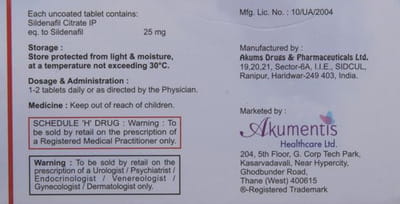 Each uncoated tablet contains:
Sildenafil Citrate IP
eq. to Sildenafil 25 mg
Storage :
Store protected from light & moisture,
at a temperature not exceeding 30°C.
Dosage & Administration :
1-2 tablets daily or as directed by the Physician.
Medicine : Keep out of reach of children.
SCHEDULE 'H' DRUG : Warning : To
be sold by retail on the prescription of
a Registered Medical Practitioner only.
Warning : To be sold by retail on the
prescription of a Urologist / Psychiatrist /
Endocrinologist / Venereologist /
Gynecologist / Dermatologist only.
Mfg. Lic. No. : 10/UA/2004
Manufactured by :
Akums Drugs & Pharmaceuticals Ltd.
19,20,21, Sector-6A, I.I.E., SIDCUL,
Ranipur, Haridwar-249 403, India.
Marketed by :
Akumentis
Healthcare Ltd.
204, 5th Floor, G. Corp Tech Park,
Kasarvadavali, Near Hypercity,
Ghodbunder Road,
Thane (West) 400615
®-Registered Trademark